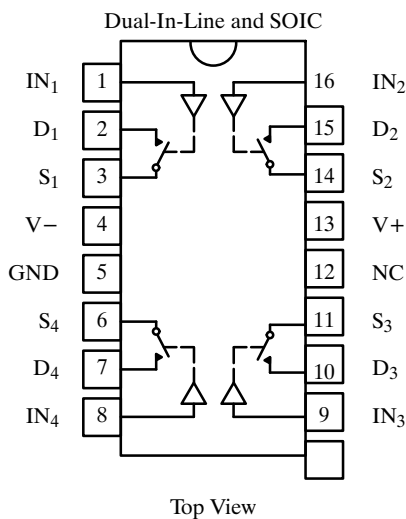 Dual-In-Line and SOIC
IN1 1 16 IN2
D1 2 15 D2
S1 3 14 S2
V− 4 13 V+
GND 5 12 NC
S4 6 11 S3
D4 7 10 D3
IN4 8 9 IN3
Top View